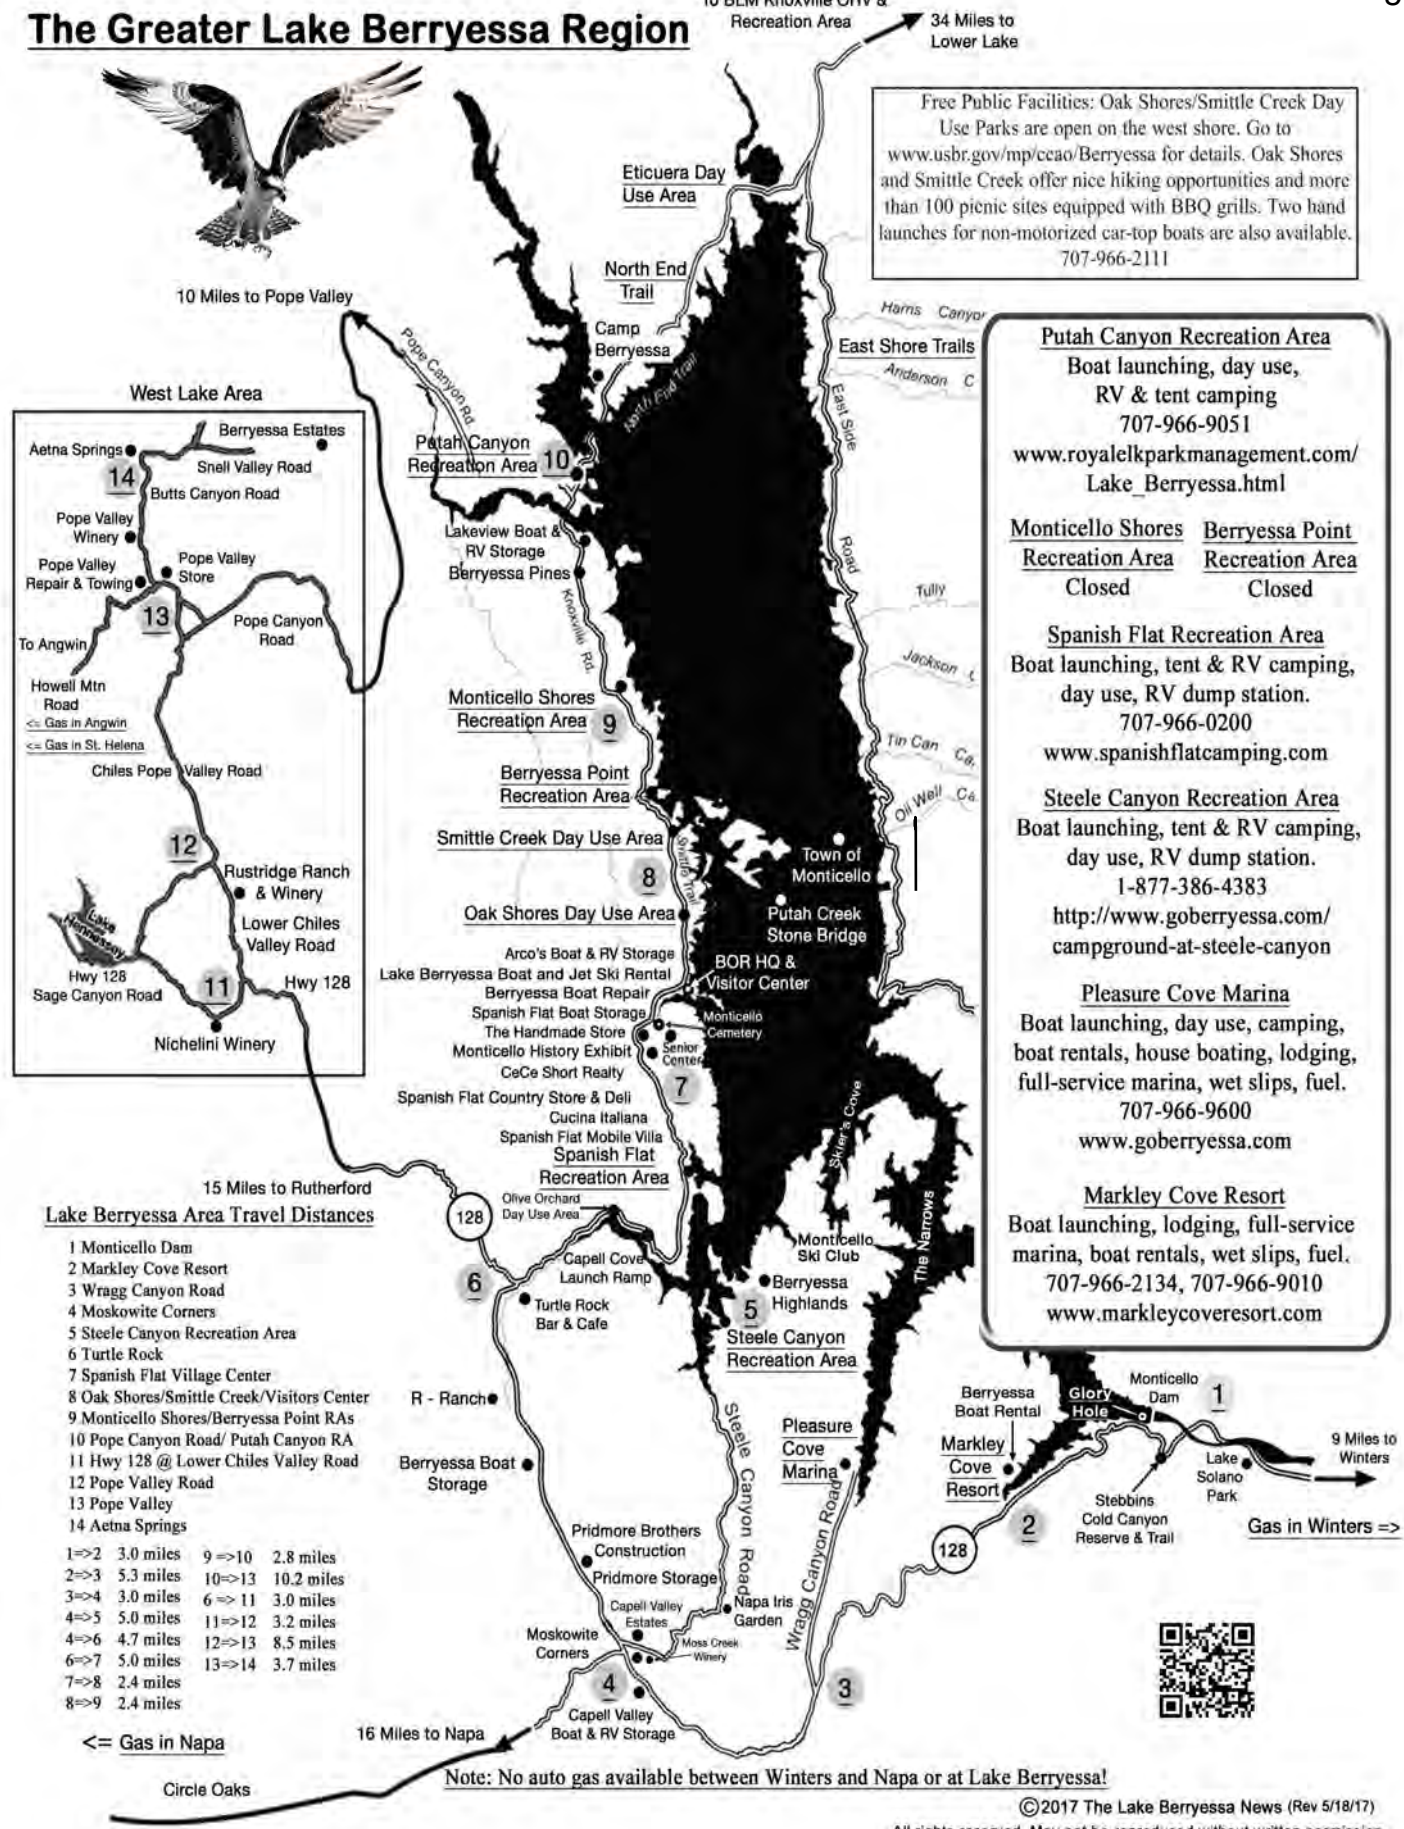 The Greater Lake Berryessa Region
Recreation Area
34 Miles to
Lower Lake
Free Public Facilities: Oak Shores/Smittle Creek Day
Use Parks are open on the west shore. Go to
www.usbr.gov/mp/ccao/Berryessa for details. Oak Shores
and Smittle Creek offer nice hiking opportunities and more
than 100 picnic sites equipped with BBQ grills. Two hand
launches for non-motorized car-top boats are also available.
707-966-2111
Eticuera Day
Use Area
North End
Trail
Camp
Berryessa
North End Trail
10 Miles to Pope Valley
Pope Canyon Rd.
Harris Canyon
East Shore Trails
Anderson C
East Side
Road
Tully
Jackson
Tin Can Ca.
Oil Well Ca.
Putah Canyon
Recreation Area
10
Lakeview Boat &
RV Storage
Berryessa Pines
Knoxville Rd.
Monticello Shores
Recreation Area
9
Berryessa Point
Recreation Area
Smittle Creek Day Use Area
Smittle Trail
8
Oak Shores Day Use Area
Town of
Monticello
Putah Creek
Stone Bridge
BOR HQ &
Visitor Center
Arco's Boat & RV Storage
Lake Berryessa Boat and Jet Ski Rental
Berryessa Boat Repair
Spanish Flat Boat Storage
The Handmade Store
Monticello History Exhibit
CeCe Short Realty
Monticello
Cemetery
Senior
Center
7
Spanish Flat Country Store & Deli
Cucina Italiana
Spanish Flat Mobile Villa
Spanish Flat
Recreation Area
Olive Orchard
Day Use Area
Capell Cove
Launch Ramp
Skier's Cove
The Narrows
Monticello
Ski Club
Berryessa
Highlands
5
Steele Canyon
Recreation Area
West Lake Area
Aetna Springs
14
Berryessa Estates
Snell Valley Road
Butts Canyon Road
Pope Valley
Winery
Pope Valley
Repair & Towing
Pope Valley
Store
13
To Angwin
Pope Canyon
Road
Howell Mtn
Road
<= Gas in Angwin
<= Gas in St. Helena
Chiles Pope Valley Road
12
Rustridge Ranch
& Winery
Lower Chiles
Valley Road
Lake
Hennessey
Hwy 128
Sage Canyon Road
11
Hwy 128
Nichelini Winery
15 Miles to Rutherford
128
6
Turtle Rock
Bar & Cafe
R - Ranch
Berryessa Boat
Storage
Pridmore Brothers
Construction
Pridmore Storage
Capell Valley
Estates
Moskowite
Corners
Moss Creek
Winery
4
Capell Valley
Boat & RV Storage
Napa Iris
Garden
Steele Canyon Road
Pleasure
Cove
Marina
Wragg Canyon Road
3
128
2
Berryessa
Boat Rental
Markley
Cove
Resort
Glory
Hole
Monticello
Dam
1
Stebbins
Cold Canyon
Reserve & Trail
Lake
Solano
Park
9 Miles to
Winters
Gas in Winters =>
Putah Canyon Recreation Area
Boat launching, day use,
RV & tent camping
707-966-9051
www.royalelkparkmanagement.com/
Lake_Berryessa.html
Monticello Shores
Recreation Area
Closed
Berryessa Point
Recreation Area
Closed
Spanish Flat Recreation Area
Boat launching, tent & RV camping,
day use, RV dump station.
707-966-0200
www.spanishflatcamping.com
Steele Canyon Recreation Area
Boat launching, tent & RV camping,
day use, RV dump station.
1-877-386-4383
http://www.goberryessa.com/
campground-at-steele-canyon
Pleasure Cove Marina
Boat launching, day use, camping,
boat rentals, house boating, lodging,
full-service marina, wet slips, fuel.
707-966-9600
www.goberryessa.com
Markley Cove Resort
Boat launching, lodging, full-service
marina, boat rentals, wet slips, fuel.
707-966-2134, 707-966-9010
www.markleycoveresort.com
Lake Berryessa Area Travel Distances
1 Monticello Dam
2 Markley Cove Resort
3 Wragg Canyon Road
4 Moskowite Corners
5 Steele Canyon Recreation Area
6 Turtle Rock
7 Spanish Flat Village Center
8 Oak Shores/Smittle Creek/Visitors Center
9 Monticello Shores/Berryessa Point RAs
10 Pope Canyon Road/ Putah Canyon RA
11 Hwy 128 @ Lower Chiles Valley Road
12 Pope Valley Road
13 Pope Valley
14 Aetna Springs
1=>2 3.0 miles
2=>3 5.3 miles
3=>4 3.0 miles
4=>5 5.0 miles
4=>6 4.7 miles
6=>7 5.0 miles
7=>8 2.4 miles
8=>9 2.4 miles
9 =>10 2.8 miles
10=>13 10.2 miles
6 => 11 3.0 miles
11=>12 3.2 miles
12=>13 8.5 miles
13=>14 3.7 miles
<= Gas in Napa
16 Miles to Napa
Circle Oaks
Note: No auto gas available between Winters and Napa or at Lake Berryessa!
©2017 The Lake Berryessa News (Rev 5/18/17)